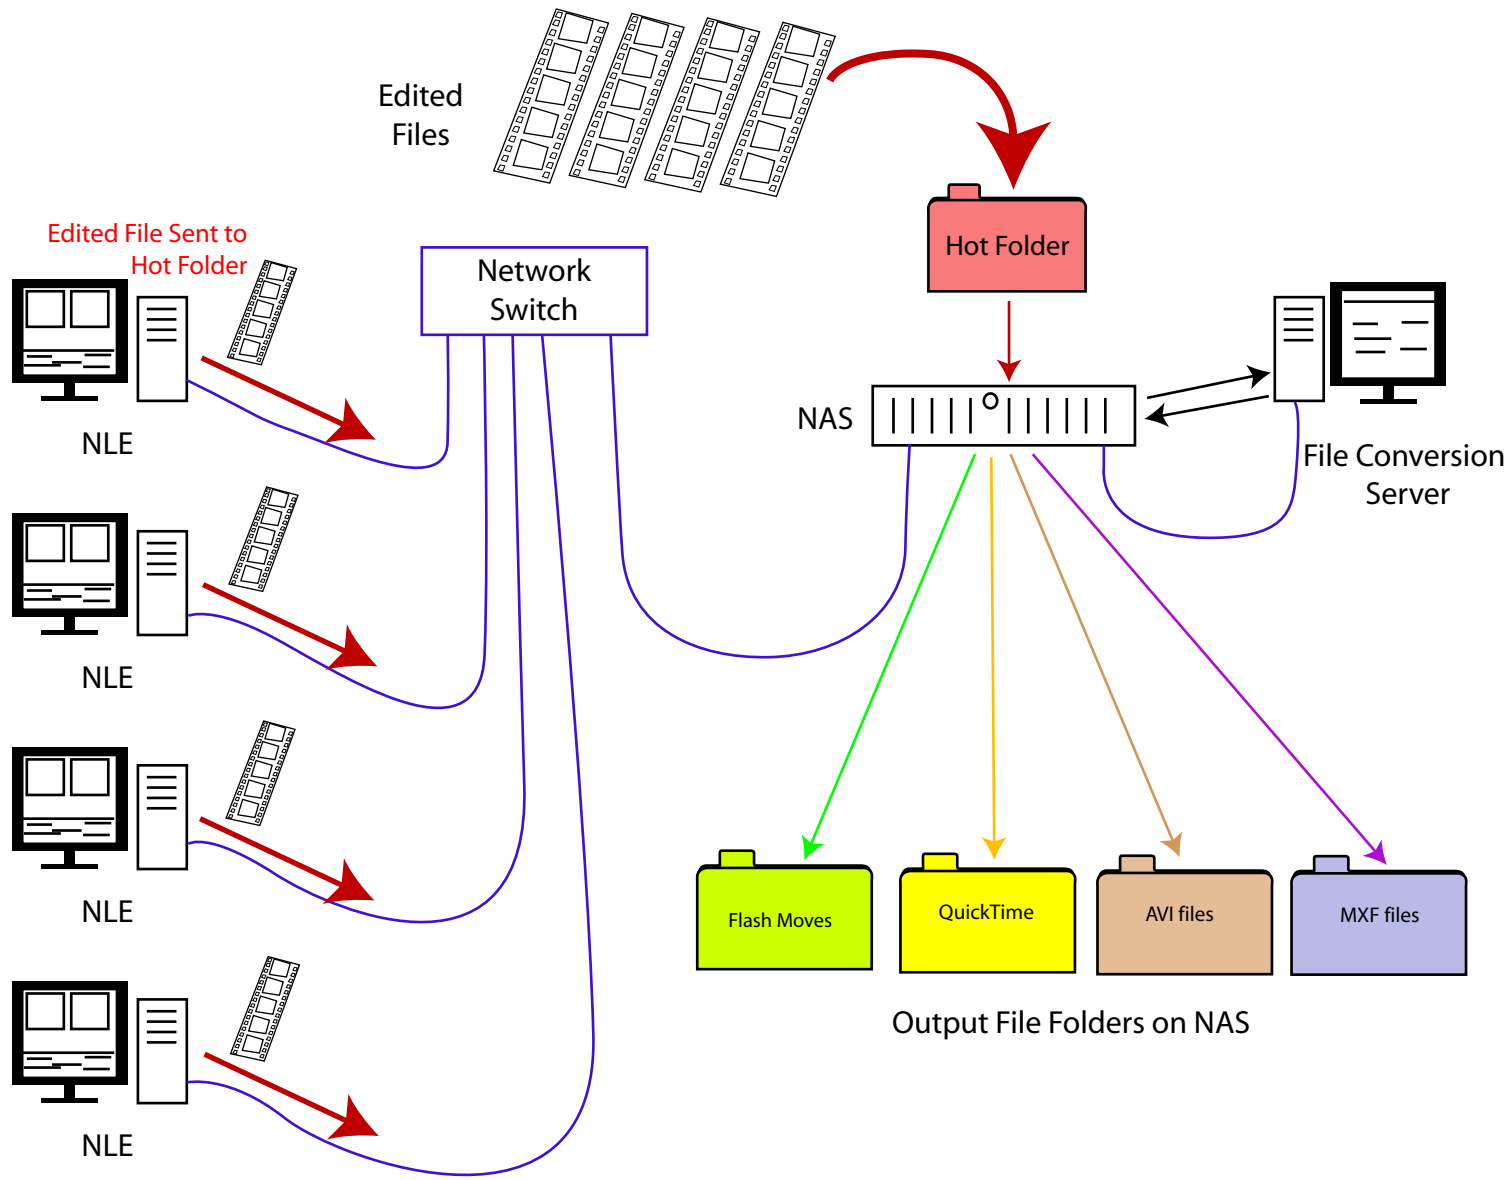 Edited
Files
Edited File Sent to
Hot Folder
Network
Switch
Hot Folder
NAS
File Conversion
Server
NLE
NLE
NLE
NLE
Flash Moves
QuickTime
AVI files
MXF files
Output File Folders on NAS